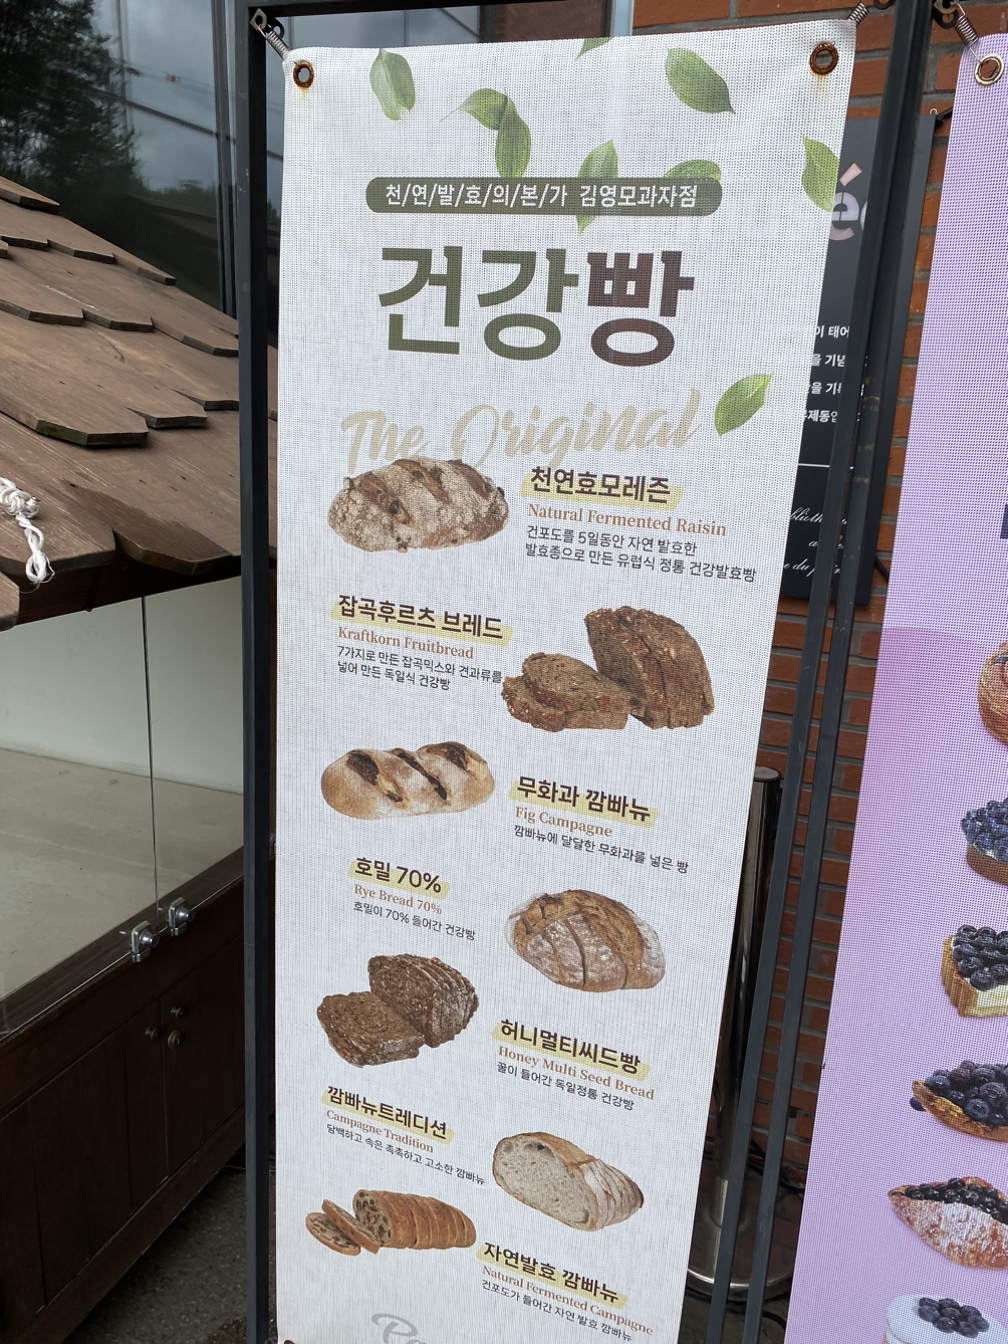 천/연/발/효/의/본/가 김영모과자점
건강빵
The Original
천연효모레즌
Natural Fermented Raisin
건포도를 5일동안 자연 발효한
발효종으로 만든 유럽식 정통 건강발효빵
잡곡후르츠 브레드
Kraftkorn Fruitbread
7가지로 만든 잡곡믹스와 견과류를
넣어 만든 독일식 건강빵
무화과 깜빠뉴
Fig Campagne
깜빠뉴에 달달한 무화과를 넣은 빵
호밀 70%
Rye Bread 70%
호밀이 70% 들어간 건강빵
허니멀티씨드빵
Honey Multi Seed Bread
꿀이 들어간 독일정통 건강빵
깜빠뉴트레디션
Campagne Tradition
담백하고 속은 촉촉하고 고소한 깜빠뉴
자연발효 깜빠뉴
Natural Fermented Campagne
건포도가 들어간 자연 발효 깜빠뉴
이 태어
을 기념
을 기록